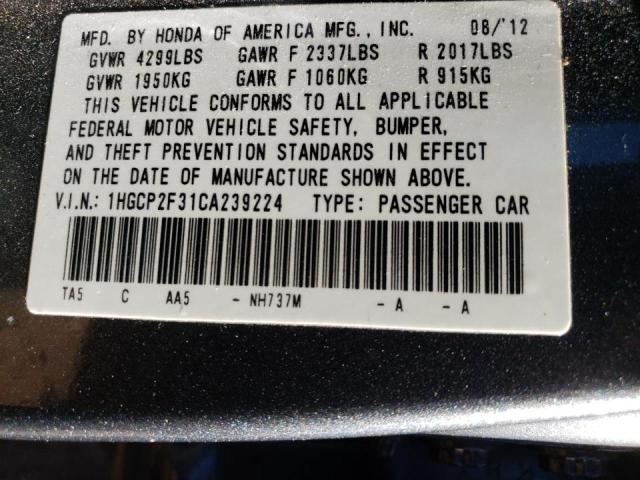 MFD. BY HONDA OF AMERICA MFG., INC. 08/'12
GVWR 4299LBS GAWR F 2337LBS R 2017LBS
GVWR 1950KG GAWR F 1060KG R 915KG
THIS VEHICLE CONFORMS TO ALL APPLICABLE
FEDERAL MOTOR VEHICLE SAFETY, BUMPER,
AND THEFT PREVENTION STANDARDS IN EFFECT
ON THE DATE OF MANUFACTURE SHOWN ABOVE.
V.I.N.: 1HGCP2F31CA239224 TYPE: PASSENGER CAR
TA5 C AA5 - NH737M - A - A